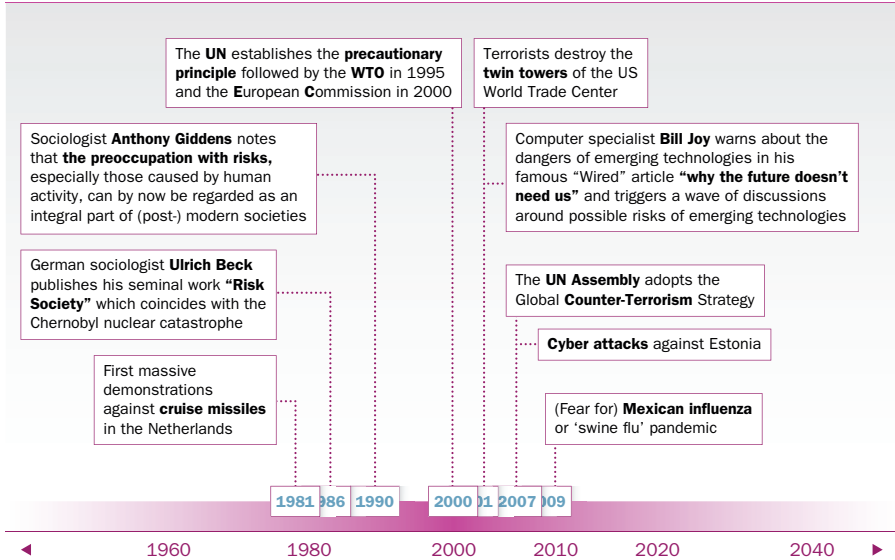 The UN establishes the precautionary
principle followed by the WTO in 1995
and the European Commission in 2000
Terrorists destroy the
twin towers of the US
World Trade Center
Sociologist Anthony Giddens notes
that the preoccupation with risks,
especially those caused by human
activity, can by now be regarded as an
integral part of (post-) modern societies
Computer specialist Bill Joy warns about the
dangers of emerging technologies in his
famous “Wired” article “why the future doesn’t
need us” and triggers a wave of discussions
around possible risks of emerging technologies
German sociologist Ulrich Beck
publishes his seminal work “Risk
Society” which coincides with the
Chernobyl nuclear catastrophe
The UN Assembly adopts the
Global Counter-Terrorism Strategy
Cyber attacks against Estonia
First massive
demonstrations
against cruise missiles
in the Netherlands
(Fear for) Mexican influenza
or ‘swine flu’ pandemic
1981 986 1990 2000 01 2007 009
1960 1980 2000 2010 2020 2040